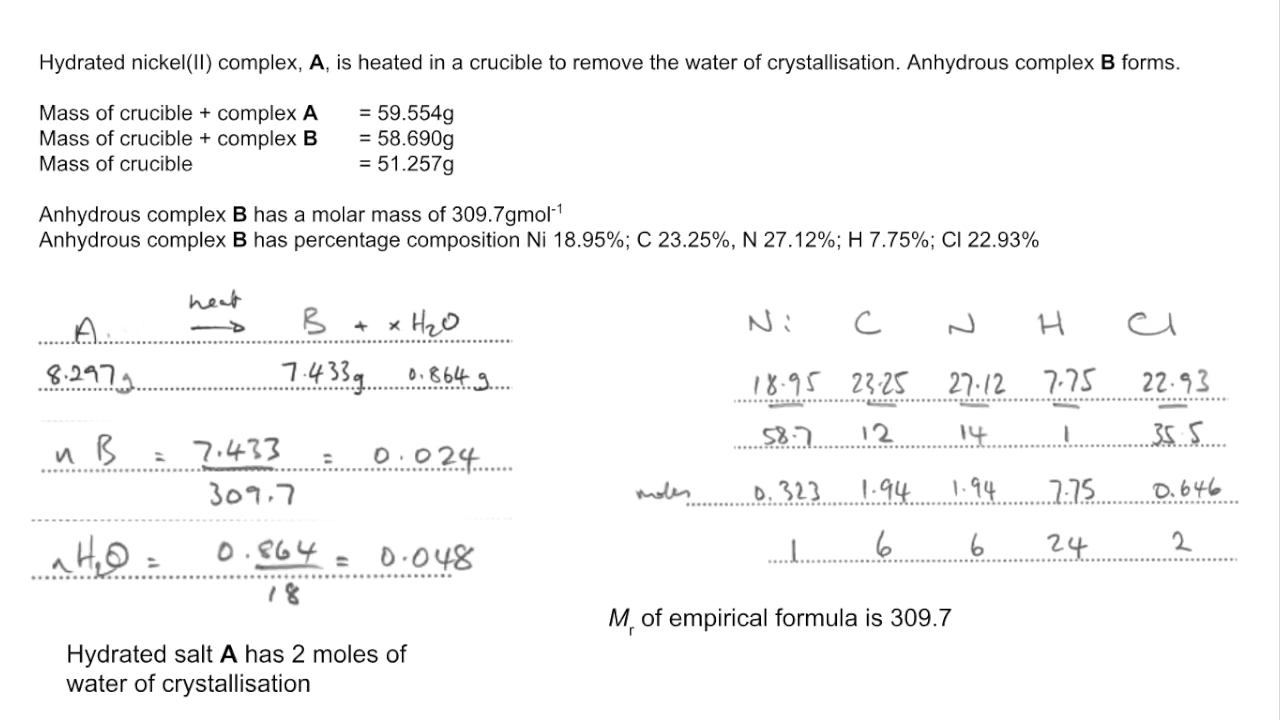 Hydrated nickel(II) complex, A, is heated in a crucible to remove the water of crystallisation. Anhydrous complex B forms.
Mass of crucible + complex A = 59.554g
Mass of crucible + complex B = 58.690g
Mass of crucible = 51.257g
Anhydrous complex B has a molar mass of 309.7gmol⁻¹
Anhydrous complex B has percentage composition Ni 18.95%; C 23.25%, N 27.12%; H 7.75%; Cl 22.93%
heat
A. → B + x H₂O
8.297g 7.433g 0.864g
n B = 7.433 = 0.024
309.7
nH₂O = 0.864 = 0.048
18
Hydrated salt A has 2 moles of
water of crystallisation
Ni C N H Cl
18.95 23.25 27.12 7.75 22.93
58.7 12 14 1 35.5
moles 0.323 1.94 1.94 7.75 0.646
1 6 6 24 2
Mᵣ of empirical formula is 309.7